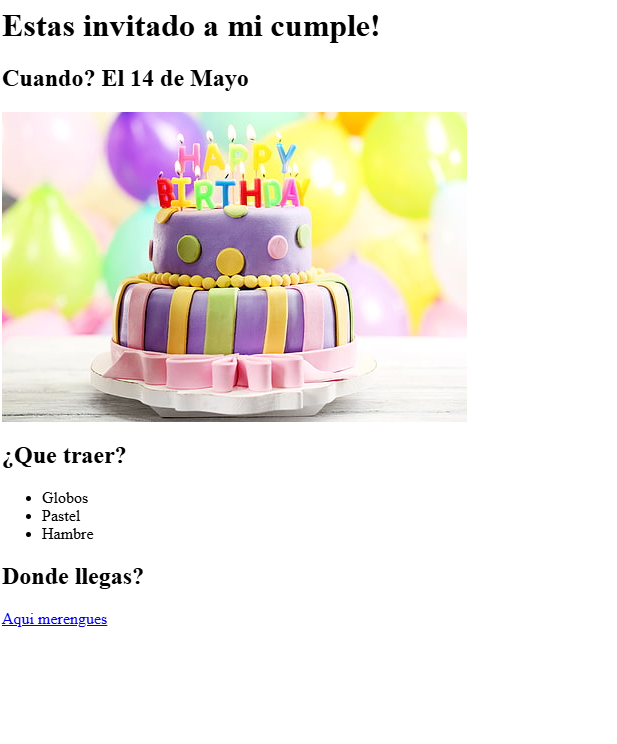 Estas invitado a mi cumple!
Cuando? El 14 de Mayo
HAPPY
BIRTHDAY
¿Que traer?
Globos
Pastel
Hambre
Donde llegas?
Aqui merengues